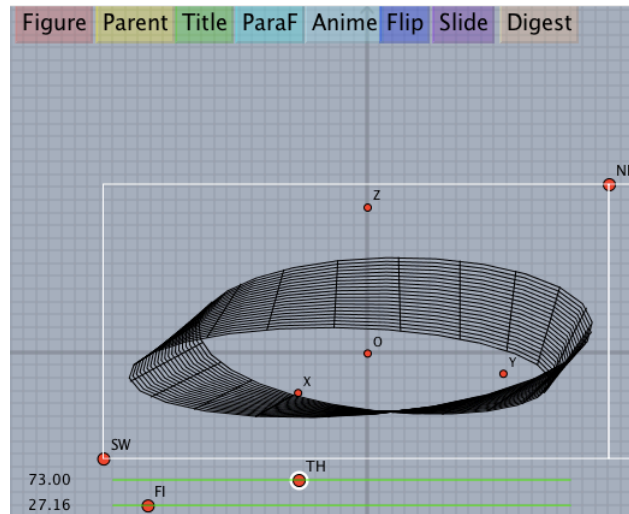 Figure Parent Title ParaF Anime Flip Slide Digest
Z
O
Y
X
SW
TH
73.00
FI
27.16